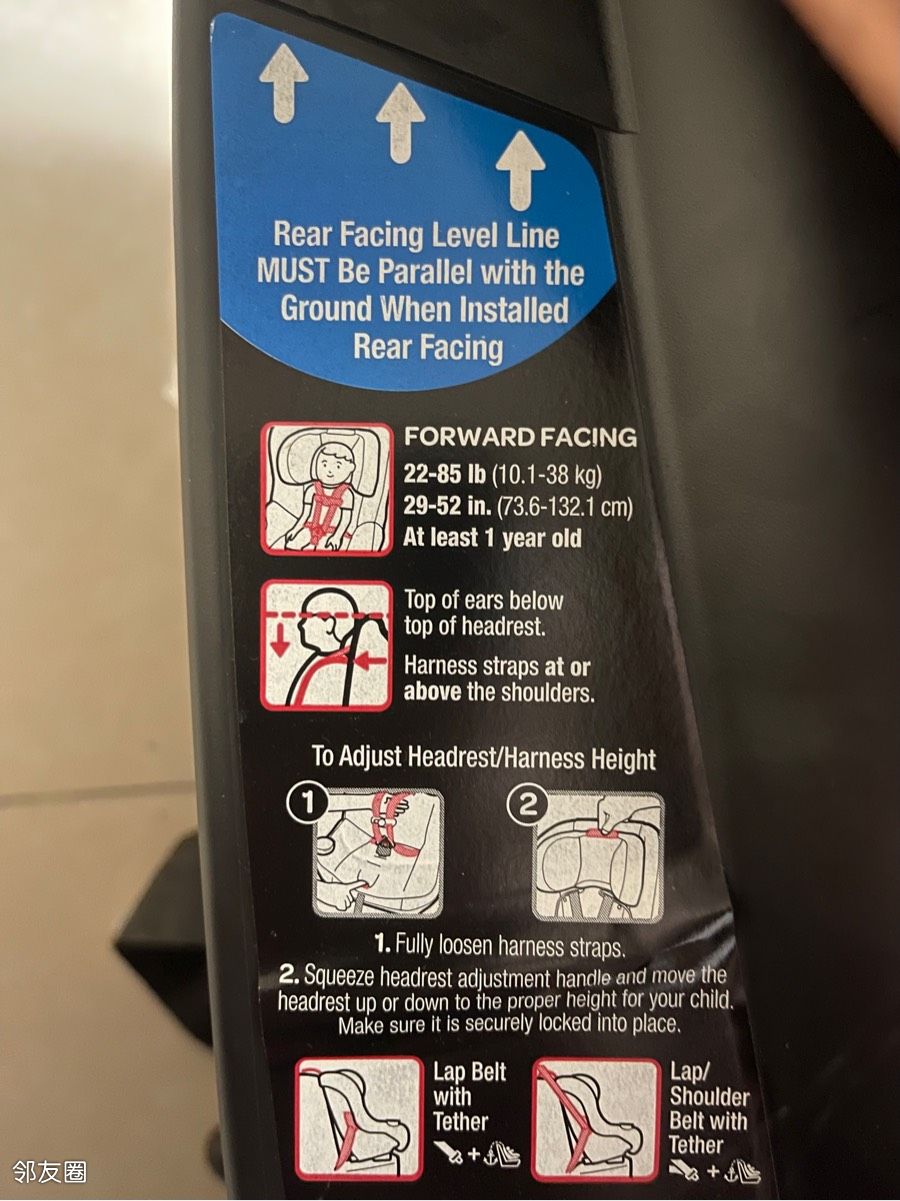 Rear Facing Level Line
MUST Be Parallel with the
Ground When Installed
Rear Facing
FORWARD FACING
22-85 lb (10.1-38 kg)
29-52 in. (73.6-132.1 cm)
At least 1 year old
Top of ears below
top of headrest.
Harness straps at or
above the shoulders.
To Adjust Headrest/Harness Height
1
2
1. Fully loosen harness straps.
2. Squeeze headrest adjustment handle and move the
headrest up or down to the proper height for your child.
Make sure it is securely locked into place.
Lap Belt
with
Tether
+
Lap/
Shoulder
Belt with
Tether
+
邻友圈